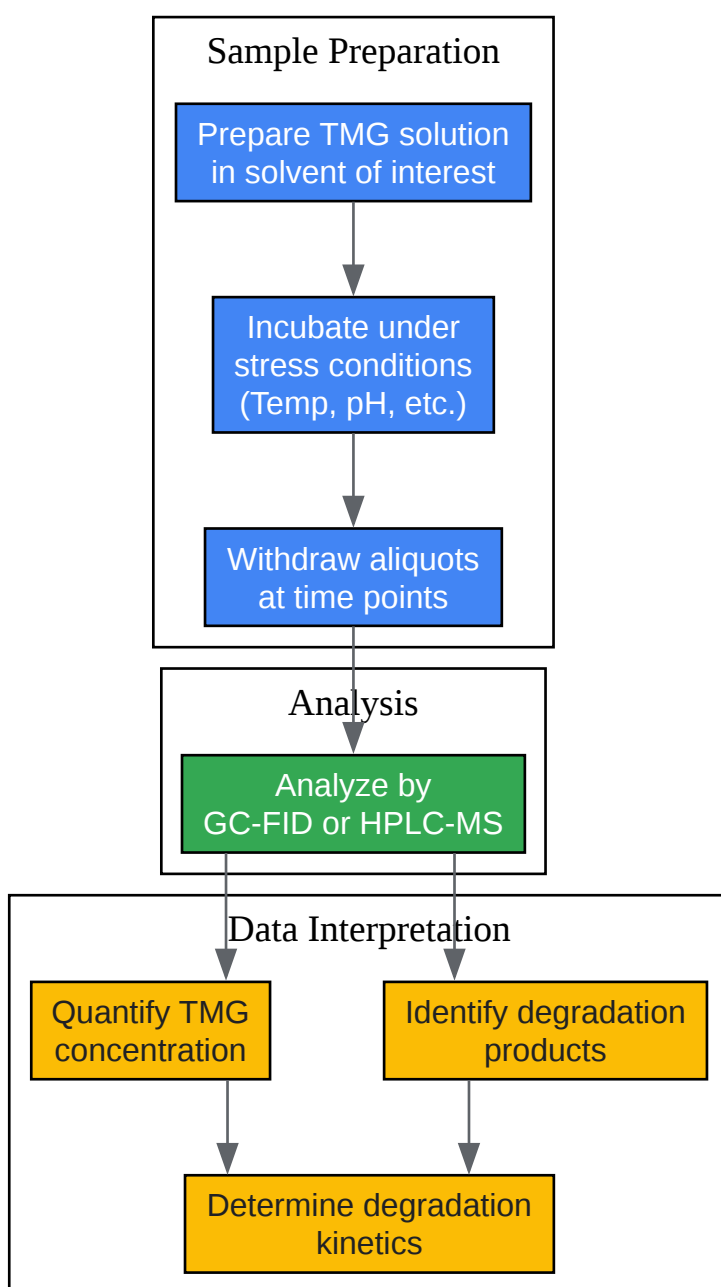 Sample Preparation
Prepare TMG solution
in solvent of interest
Incubate under
stress conditions
(Temp, pH, etc.)
Withdraw aliquots
at time points
Analysis
Analyze by
GC-FID or HPLC-MS
Data Interpretation
Quantify TMG
concentration
Identify degradation
products
Determine degradation
kinetics